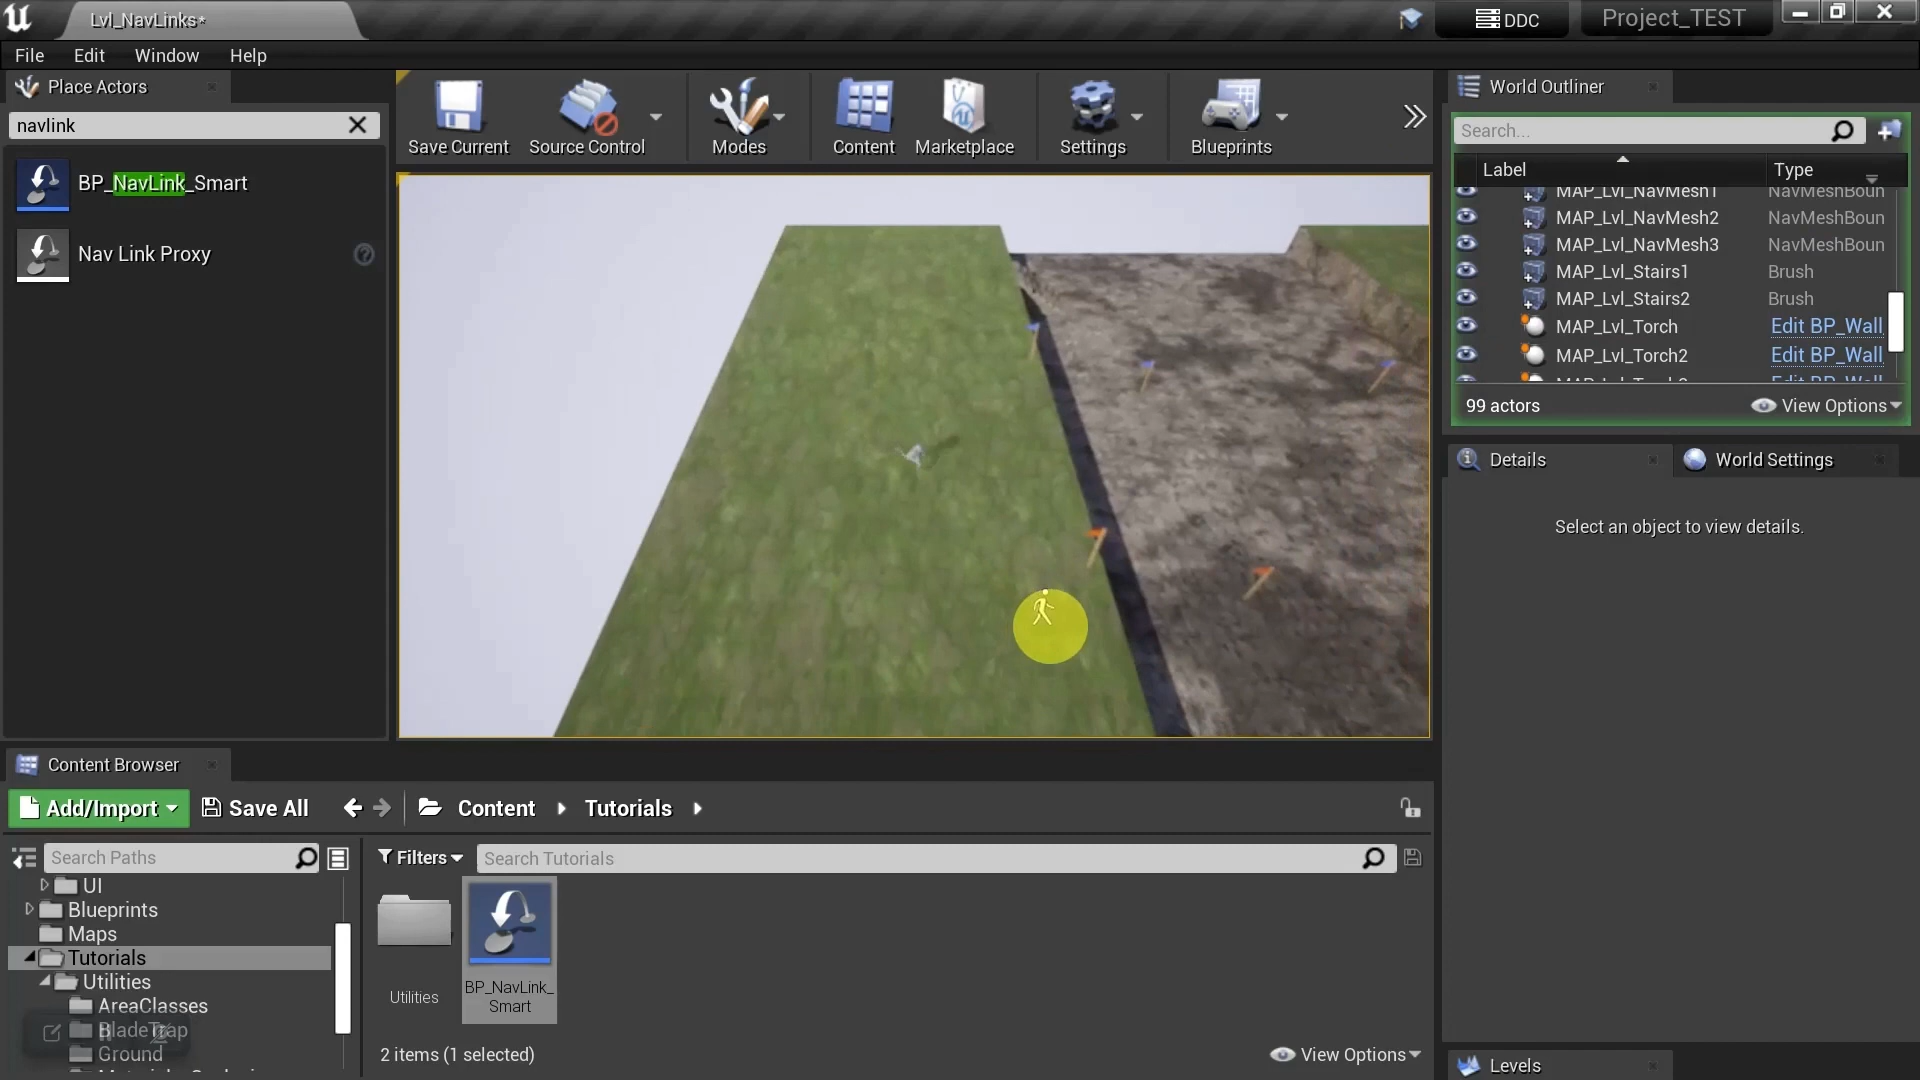 Lvl_NavLinks*
DDC
Project_TEST
File Edit Window Help
Place Actors
navlink
BP_NavLink_Smart
Nav Link Proxy
Save Current
Source Control
Modes
Content
Marketplace
Settings
Blueprints
World Outliner
Search...
Label Type
MAP_Lvl_NavMesh1 NavMeshBoun
MAP_Lvl_NavMesh2 NavMeshBoun
MAP_Lvl_NavMesh3 NavMeshBoun
MAP_Lvl_Stairs1 Brush
MAP_Lvl_Stairs2 Brush
MAP_Lvl_Torch Edit BP_Wall
MAP_Lvl_Torch2 Edit BP_Wall
99 actors View Options
Details
World Settings
Select an object to view details.
Levels
Content Browser
Add/Import Save All Content Tutorials
Search Paths
Filters Search Tutorials
UI
Blueprints
Maps
Tutorials
Utilities
AreaClasses
BladeTrap
Ground
Utilities
BP_NavLink_
Smart
2 items (1 selected) View Options